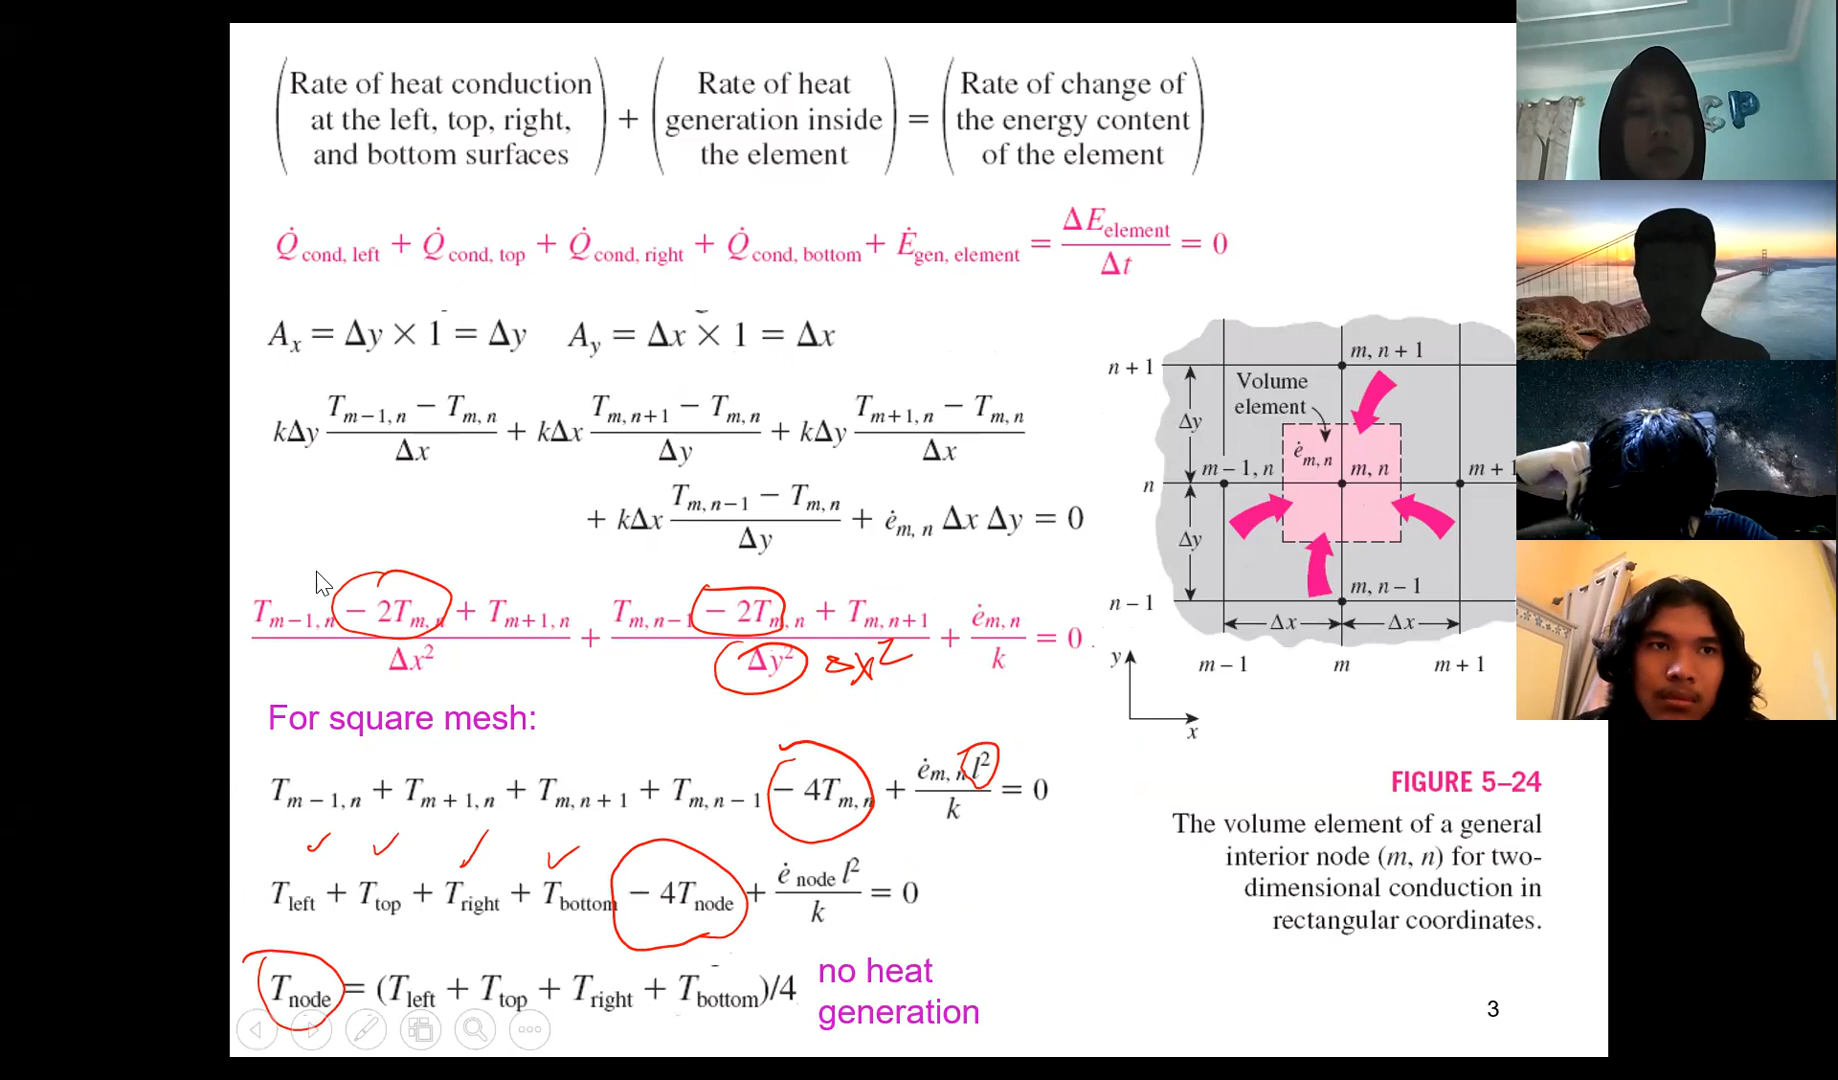 (Rate of heat conduction at the left, top, right, and bottom surfaces) + (Rate of heat generation inside the element) = (Rate of change of the energy content of the element)
Q̇cond, left + Q̇cond, top + Q̇cond, right + Q̇cond, bottom + Ėgen, element = ΔEelement / Δt = 0
Ax = Δy × 1 = Δy Ay = Δx × 1 = Δx
kΔy (Tm−1, n − Tm, n) / Δx + kΔx (Tm, n+1 − Tm, n) / Δy + kΔy (Tm+1, n − Tm, n) / Δx
+ kΔx (Tm, n−1 − Tm, n) / Δy + ėm, n Δx Δy = 0
(Tm−1, n − 2Tm, n + Tm+1, n) / Δx² + (Tm, n−1 − 2Tm, n + Tm, n+1) / Δy² + ėm, n / k = 0
Δx²
For square mesh:
Tm − 1, n + Tm + 1, n + Tm, n + 1 + Tm, n − 1 − 4Tm, n + ėm, n l² / k = 0
Tleft + Ttop + Tright + Tbottom − 4Tnode + ėnode l² / k = 0
Tnode = (Tleft + Ttop + Tright + Tbottom)/4
no heat
generation
n + 1
m, n + 1
Volume
element
Δy
ėm, n
m − 1, n
m, n
m + 1
n
Δy
m, n − 1
n − 1
Δx
Δx
y
m − 1
m
m + 1
x
FIGURE 5–24
The volume element of a general
interior node (m, n) for two-
dimensional conduction in
rectangular coordinates.
3
CP